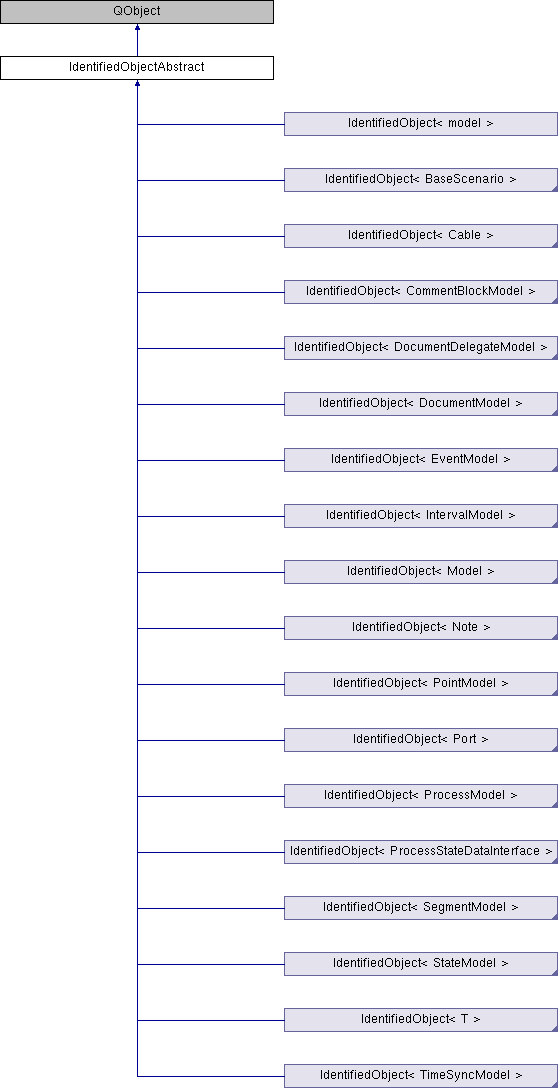 QObject
IdentifiedObjectAbstract
IdentifiedObject< model >
IdentifiedObject< BaseScenario >
IdentifiedObject< Cable >
IdentifiedObject< CommentBlockModel >
IdentifiedObject< DocumentDelegateModel >
IdentifiedObject< DocumentModel >
IdentifiedObject< EventModel >
IdentifiedObject< IntervalModel >
IdentifiedObject< Model >
IdentifiedObject< Note >
IdentifiedObject< PointModel >
IdentifiedObject< Port >
IdentifiedObject< ProcessModel >
IdentifiedObject< ProcessStateDataInterface >
IdentifiedObject< SegmentModel >
IdentifiedObject< StateModel >
IdentifiedObject< T >
IdentifiedObject< TimeSyncModel >